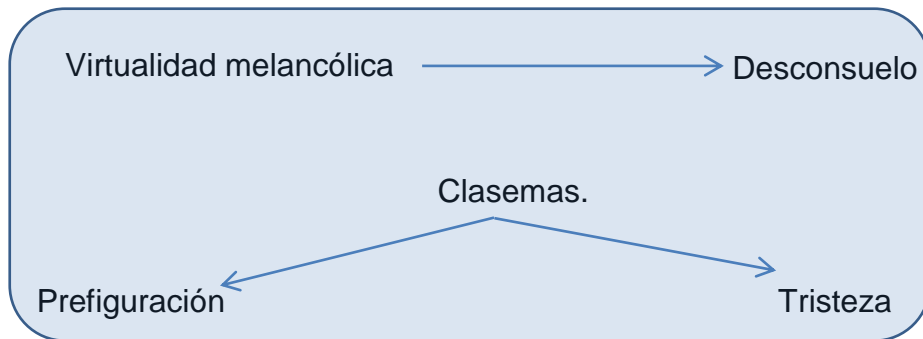 Virtualidad melancólica Desconsuelo
Clasemas.
Prefiguración Tristeza